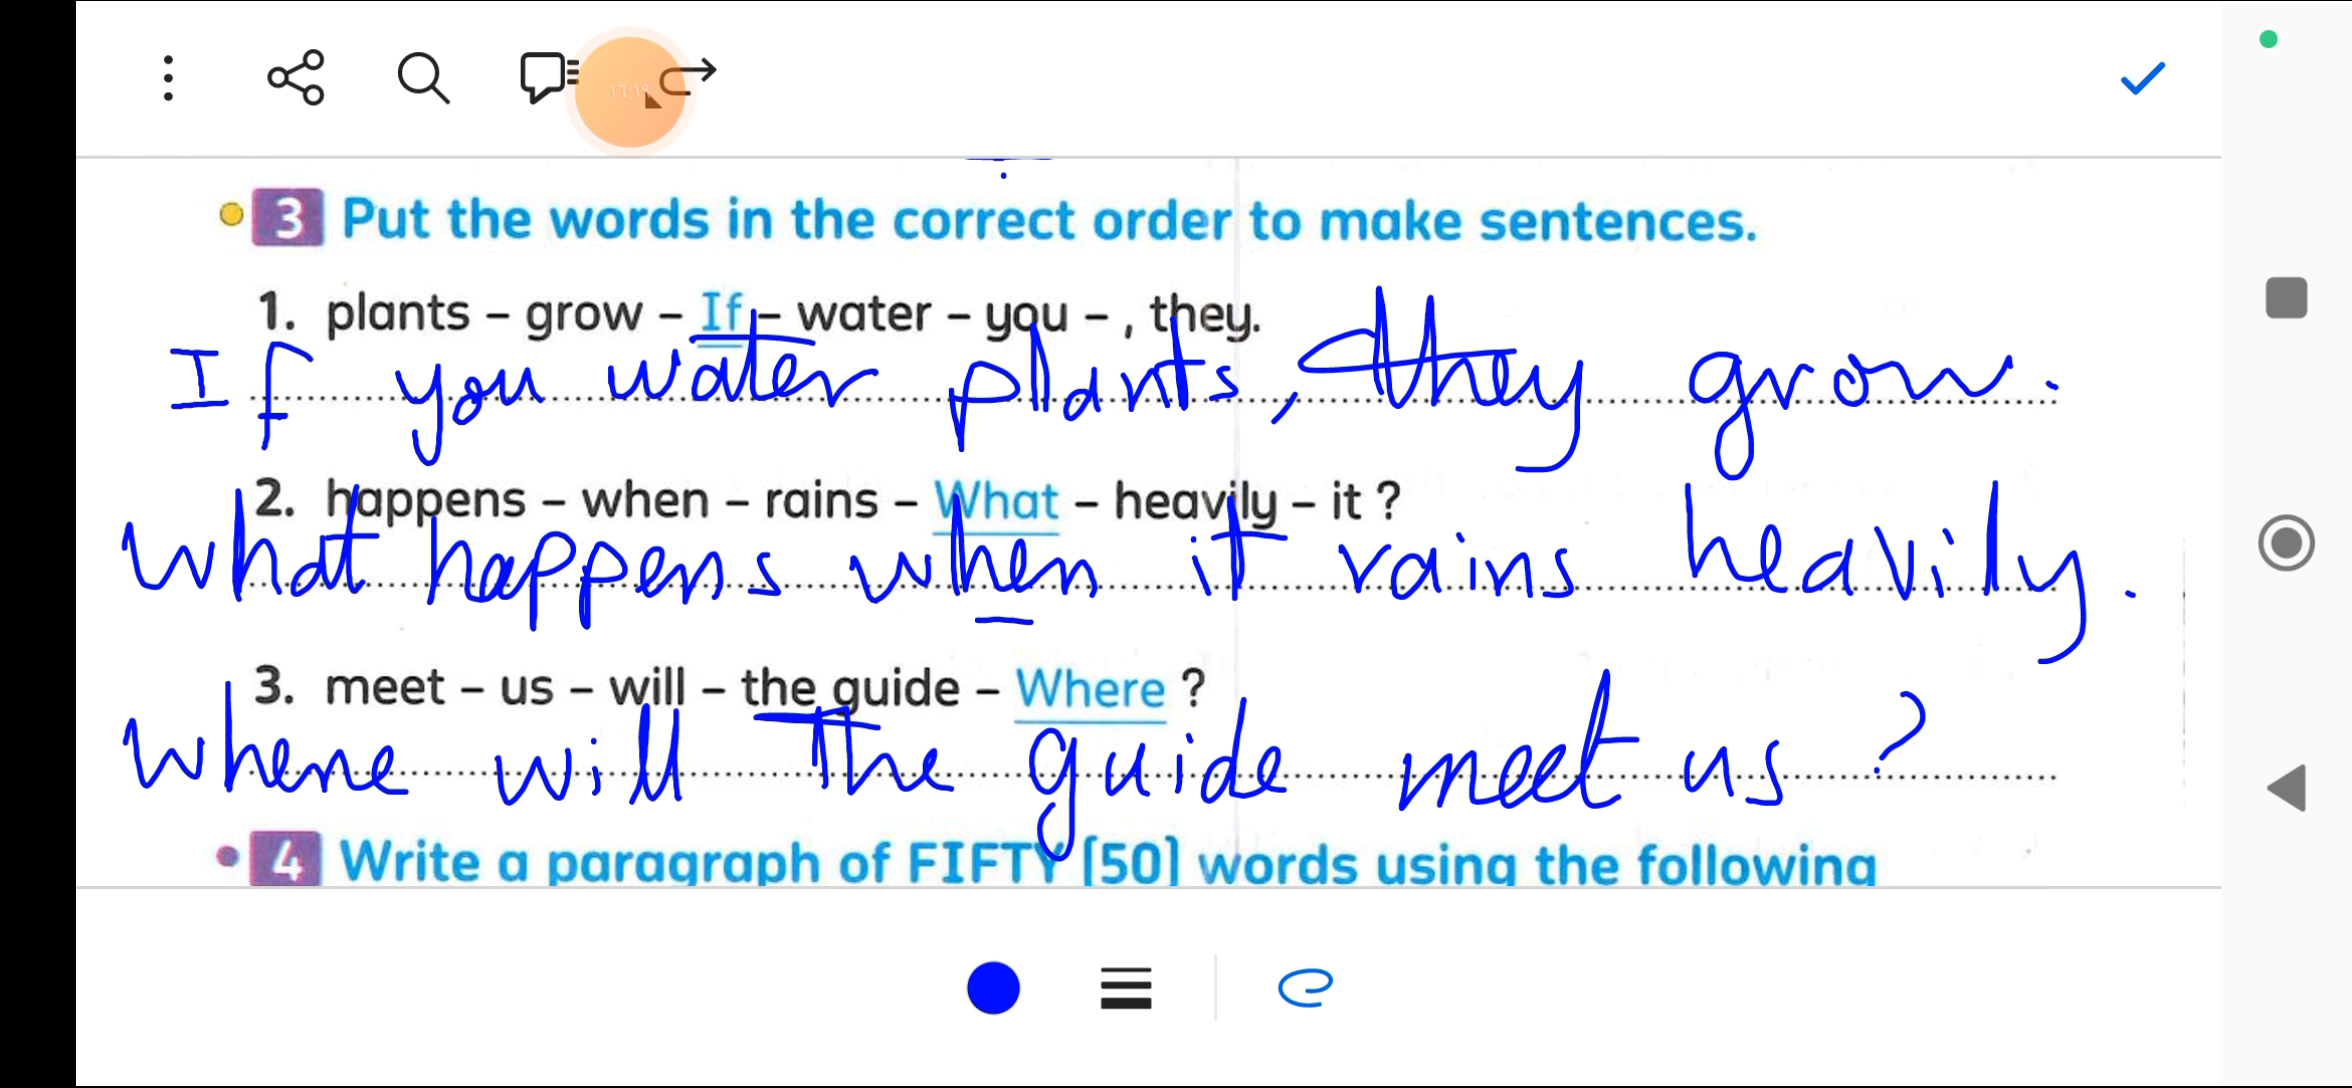 ١٦:١٩
3 Put the words in the correct order to make sentences.
1. plants – grow – If – water – you – , they.
If you water plants, they grow.
2. happens – when – rains – What – heavily – it ?
what happens when it rains heavily.
3. meet – us – will – the guide – Where ?
where will the guide meet us ?
4 Write a paragraph of FIFTY [50] words using the following